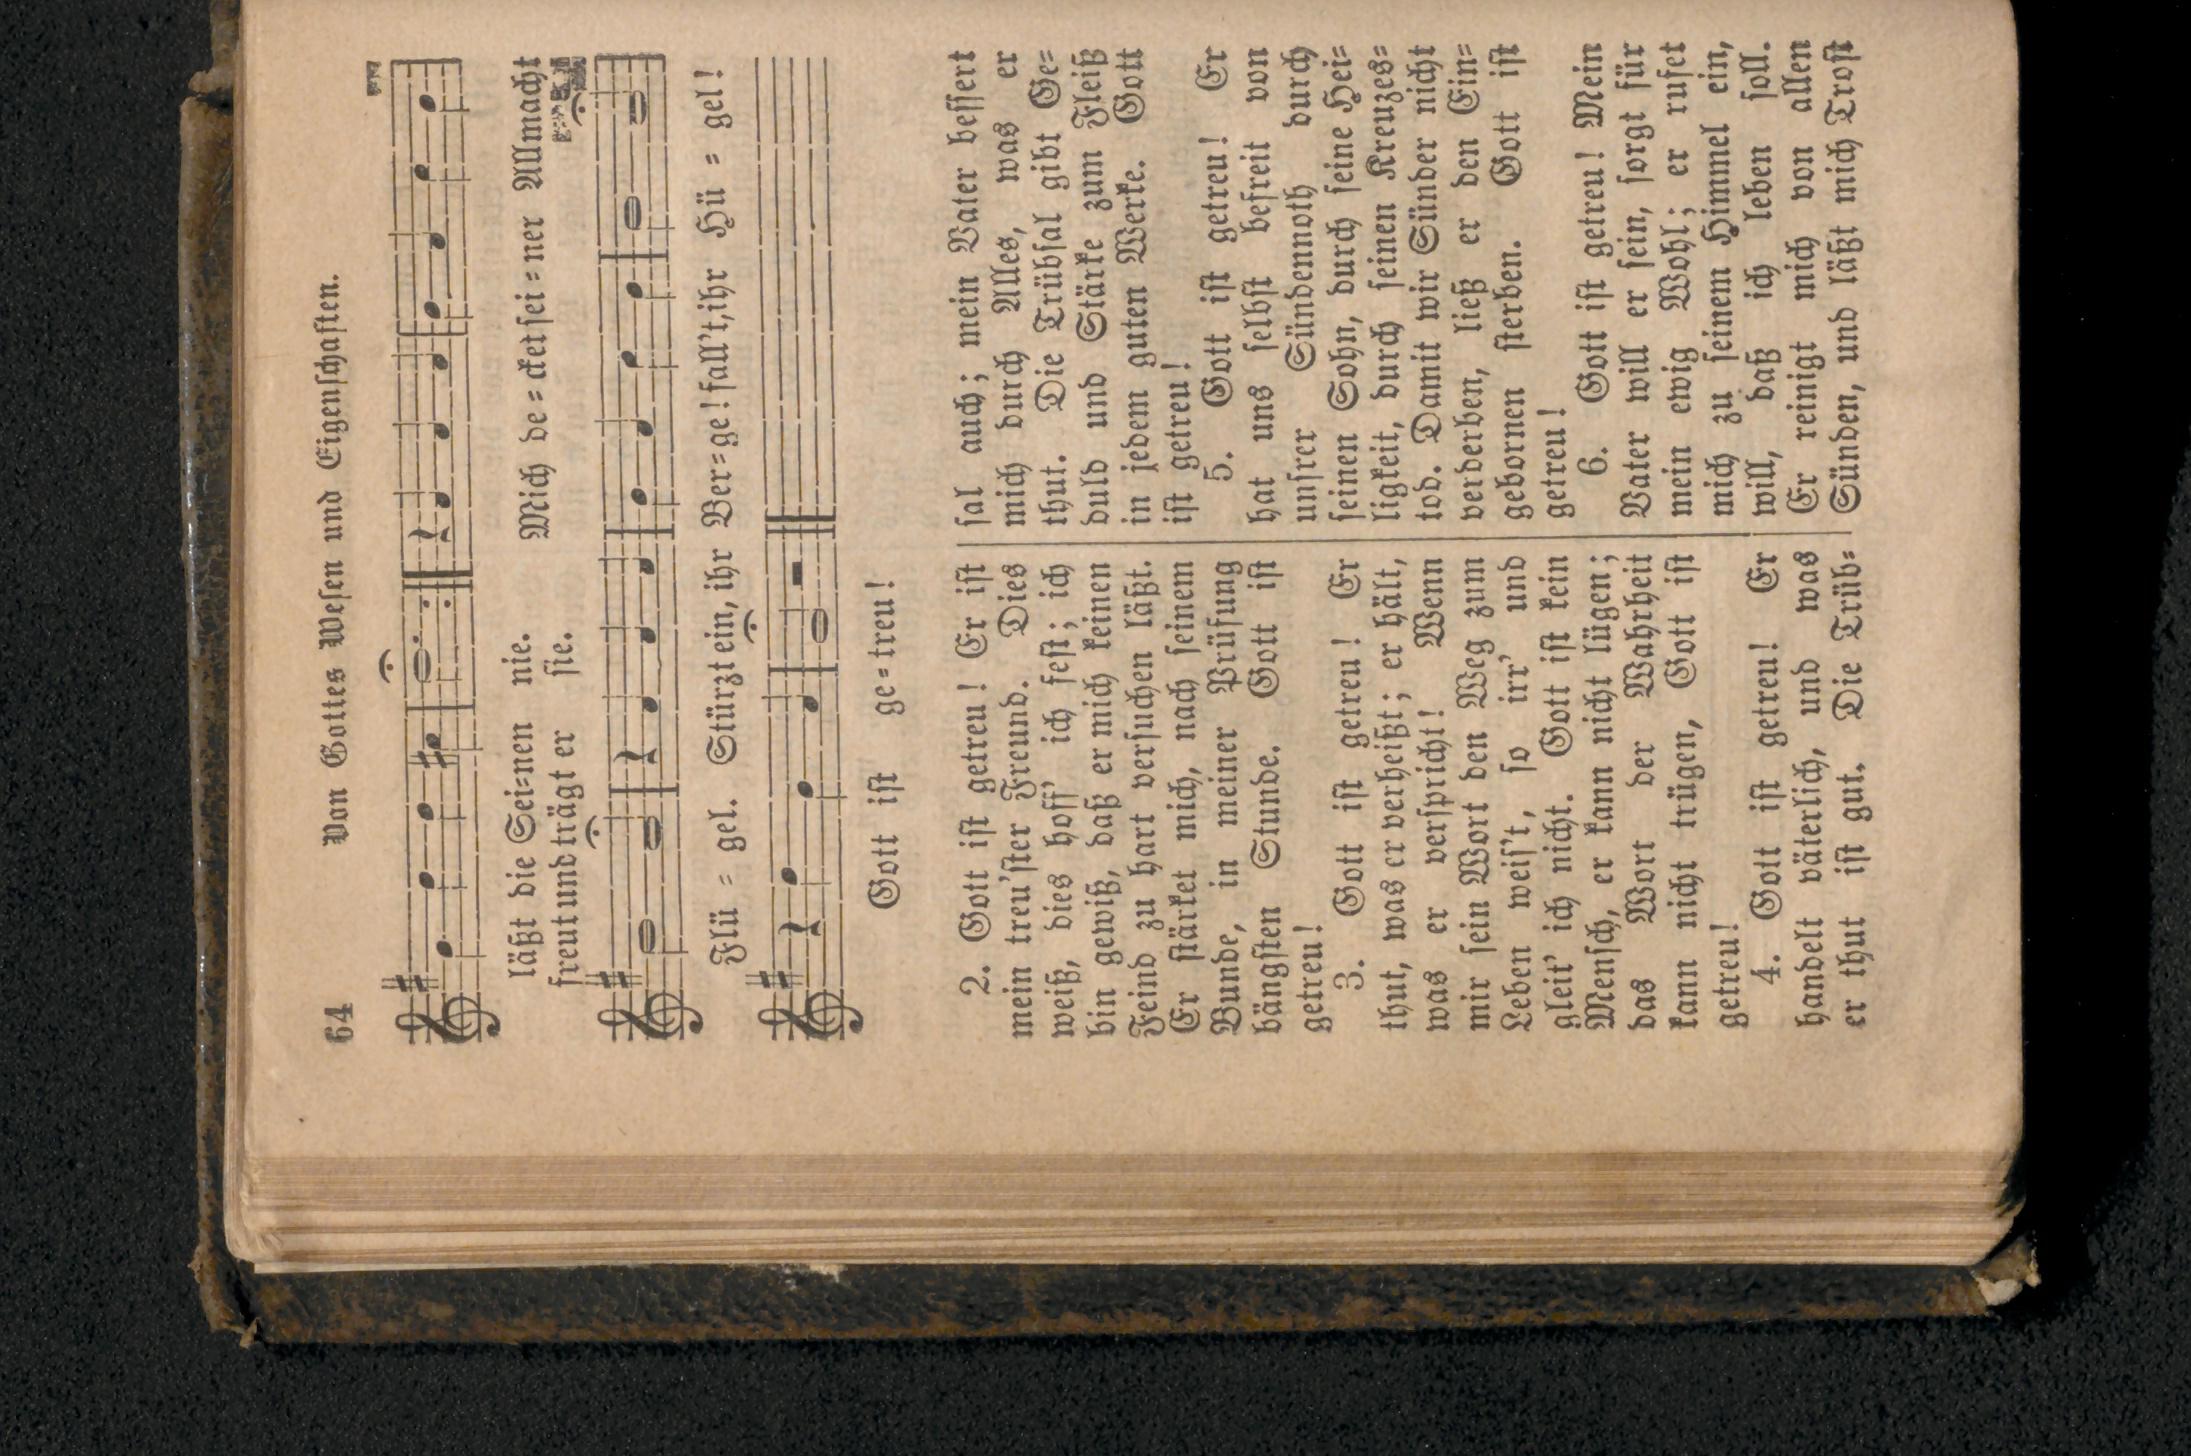 64 Von Gottes Wesen und Eigenschaften.
läßt die Sei=nen nie. Mich de=cket sei=ner Allmacht
freut und trägt er sie.
Flü = gel. Stürzt ein, ihr Ber=ge! fall't, ihr Hü = gel!
Gott ist ge=treu!
2. Gott ist getreu! Er ist
mein treu'ster Freund. Dies
weiß, dies hoff' ich fest; ich
bin gewiß, daß er mich keinen
Feind zu hart versuchen läßt.
Er stärket mich, nach seinem
Bunde, in meiner Prüfung
bängsten Stunde. Gott ist
getreu!
3. Gott ist getreu! Er
thut, was er verheißt; er hält,
was er verspricht! Wenn
mir sein Wort den Weg zum
Leben weis't, so irr' und
gleit' ich nicht. Gott ist kein
Mensch, er kann nicht lügen;
das Wort der Wahrheit
kann nicht trügen, Gott ist
getreu!
4. Gott ist getreu! Er
handelt väterlich, und was
er thut ist gut. Die Trüb=
sal auch; mein Vater bessert
mich durch Alles, was er
thut. Die Trübsal gibt Ge=
duld und Stärke zum Fleiß
in jedem guten Werke. Gott
ist getreu!
5. Gott ist getreu! Er
hat uns selbst befreit von
unsrer Sündennoth durch
seinen Sohn, durch seine Hei=
ligkeit, durch seinen Kreuzes=
tod. Damit wir Sünder nicht
verderben, ließ er den Ein=
gebornen sterben. Gott ist
getreu!
6. Gott ist getreu! Mein
Vater will er sein, sorgt für
mein ewig Wohl; er rufet
mich zu seinem Himmel ein,
will, daß ich leben soll.
Er reinigt mich von allen
Sünden, und läßt mich Trost